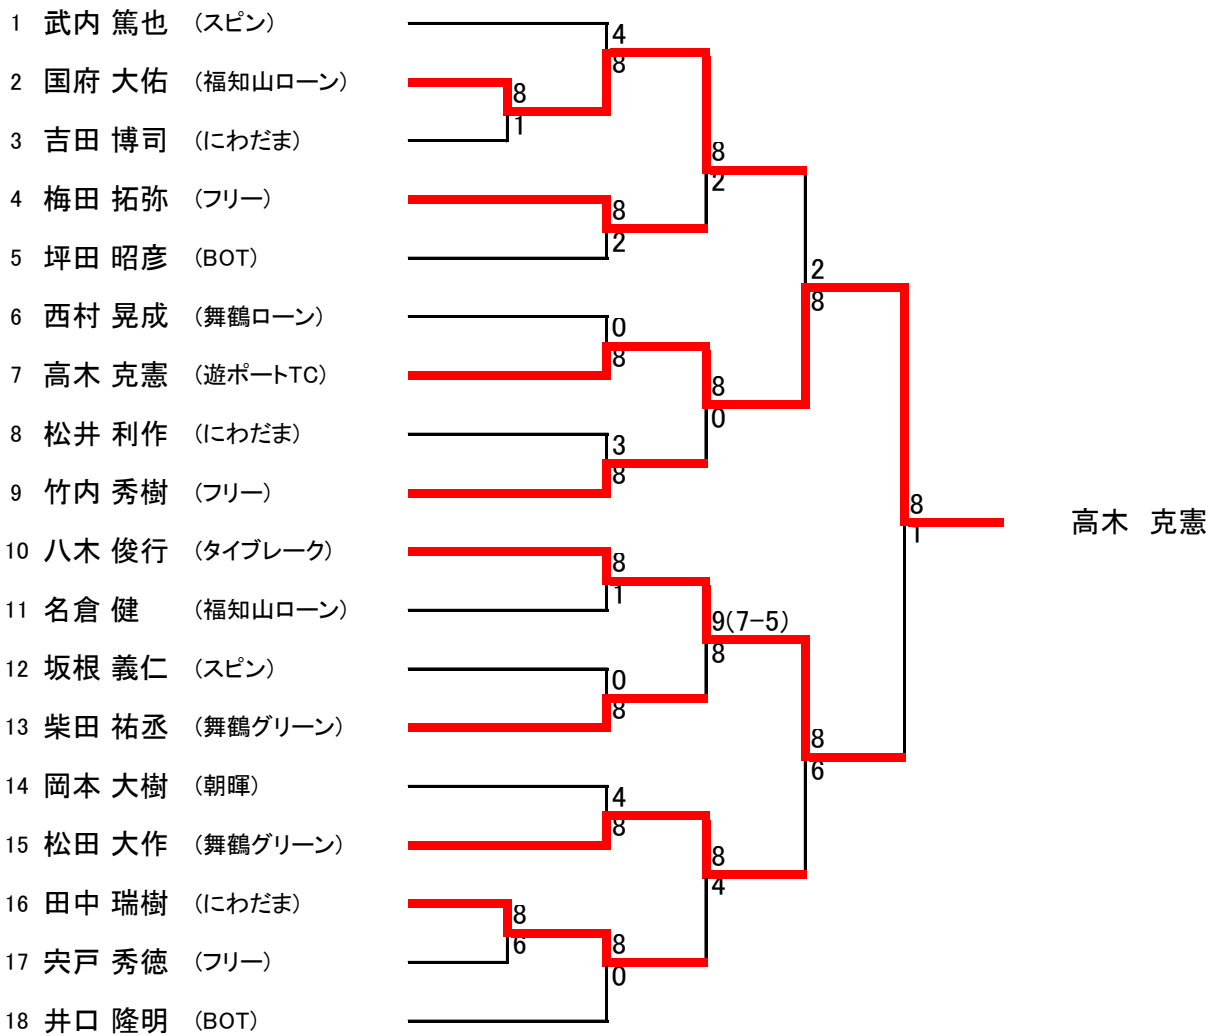 1 武内 篤也 (スピン)
2 国府 大佑 (福知山ローン)
3 吉田 博司 (にわだま)
4 梅田 拓弥 (フリー)
5 坪田 昭彦 (BOT)
6 西村 晃成 (舞鶴ローン)
7 高木 克憲 (遊ポートTC)
8 松井 利作 (にわだま)
9 竹内 秀樹 (フリー)
10 八木 俊行 (タイブレーク)
11 名倉 健 (福知山ローン)
12 坂根 義仁 (スピン)
13 柴田 祐丞 (舞鶴グリーン)
14 岡本 大樹 (朝暉)
15 松田 大作 (舞鶴グリーン)
16 田中 瑞樹 (にわだま)
17 宍戸 秀徳 (フリー)
18 井口 隆明 (BOT)
8
1
8
6
4
8
8
2
0
8
3
8
8
1
0
8
4
8
8
0
8
2
8
0
9(7-5)
8
8
4
2
8
8
6
8
1
高木 克憲